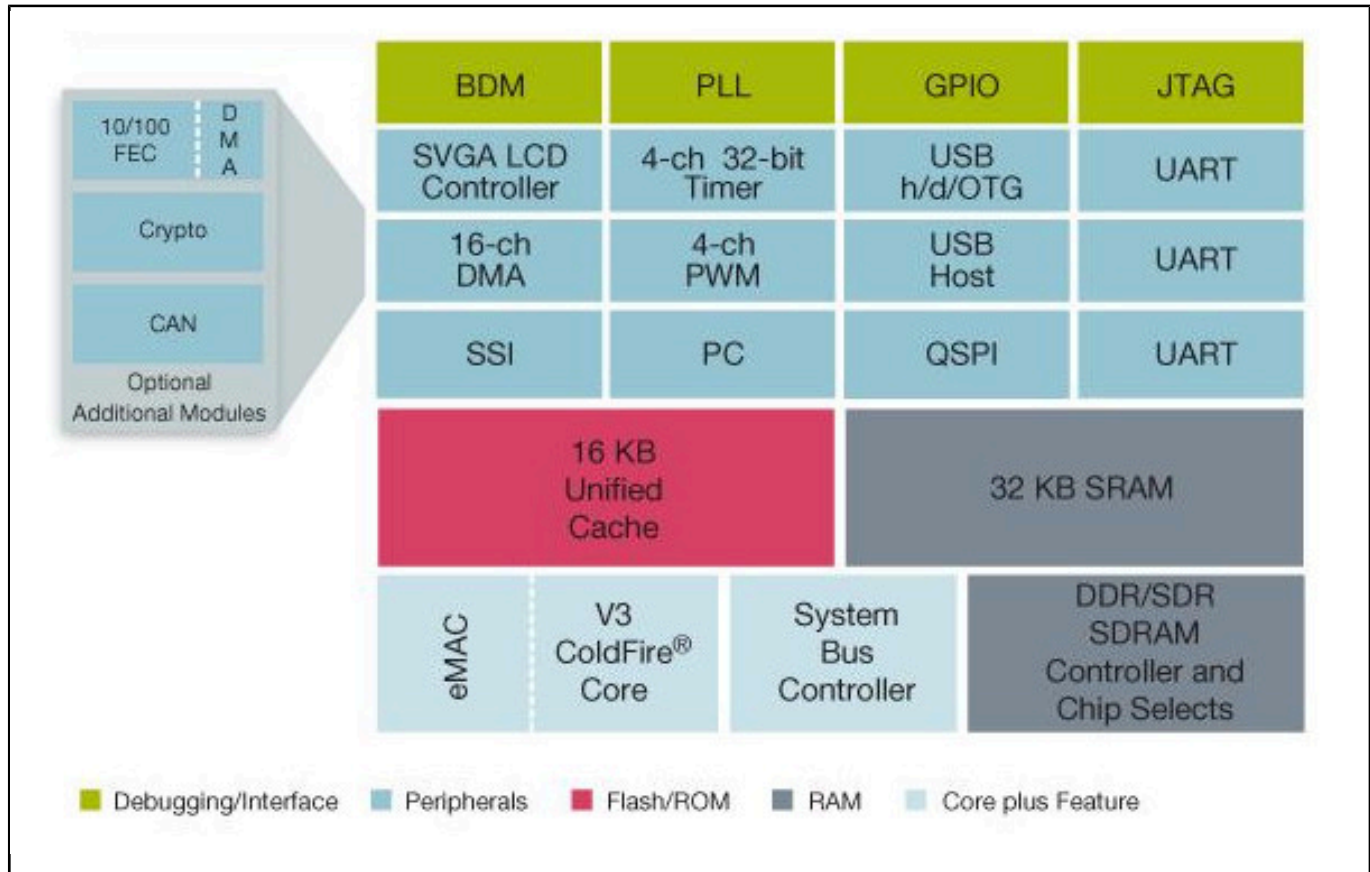 BDM
PLL
GPIO
JTAG
10/100
FEC
D
M
A
Crypto
CAN
Optional
Additional Modules
SVGA LCD
Controller
4-ch 32-bit
Timer
USB
h/d/OTG
UART
16-ch
DMA
4-ch
PWM
USB
Host
UART
SSI
PC
QSPI
UART
16 KB
Unified
Cache
32 KB SRAM
eMAC
V3
ColdFire®
Core
System
Bus
Controller
DDR/SDR
SDRAM
Controller and
Chip Selects
Debugging/Interface
Peripherals
Flash/ROM
RAM
Core plus Feature